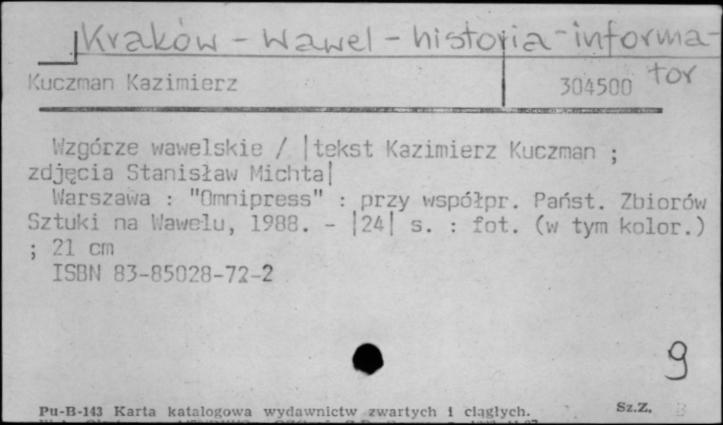 Kraków - Wawel - historia - informa-
tor
Kuczman Kazimierz 304500
Wzgórze wawelskie / |tekst Kazimierz Kuczman ;
zdjęcia Stanisław Michta|
Warszawa : "Omnipress" : przy współpr. Państ. Zbiorów
Sztuki na Wawelu, 1988. - |24| s. : fot. (w tym kolor.)
; 21 cm
ISBN 83-85028-72-2
9
Pu-B-143 Karta katalogowa wydawnictw zwartych i ciągłych. Sz.Z.